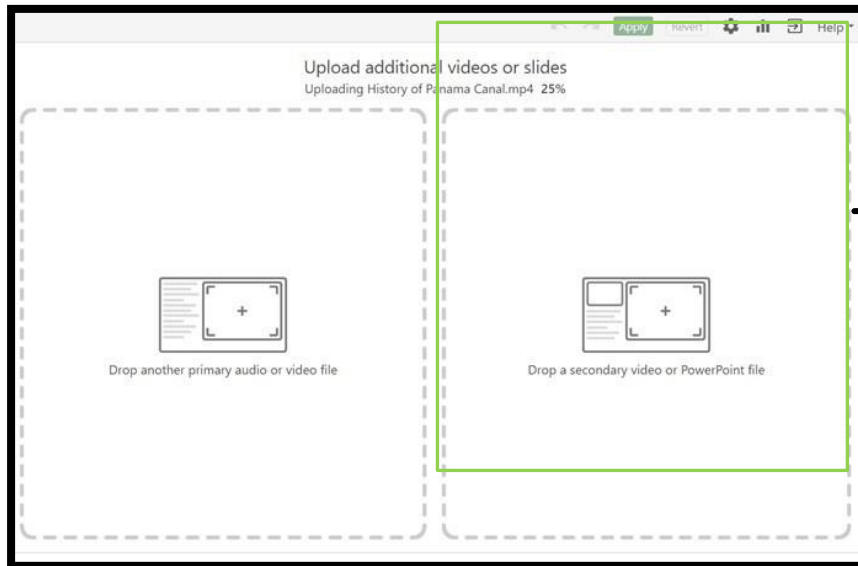 Apply Revert Help
Upload additional videos or slides
Uploading History of Panama Canal.mp4 25%
Drop another primary audio or video file
Drop a secondary video or PowerPoint file